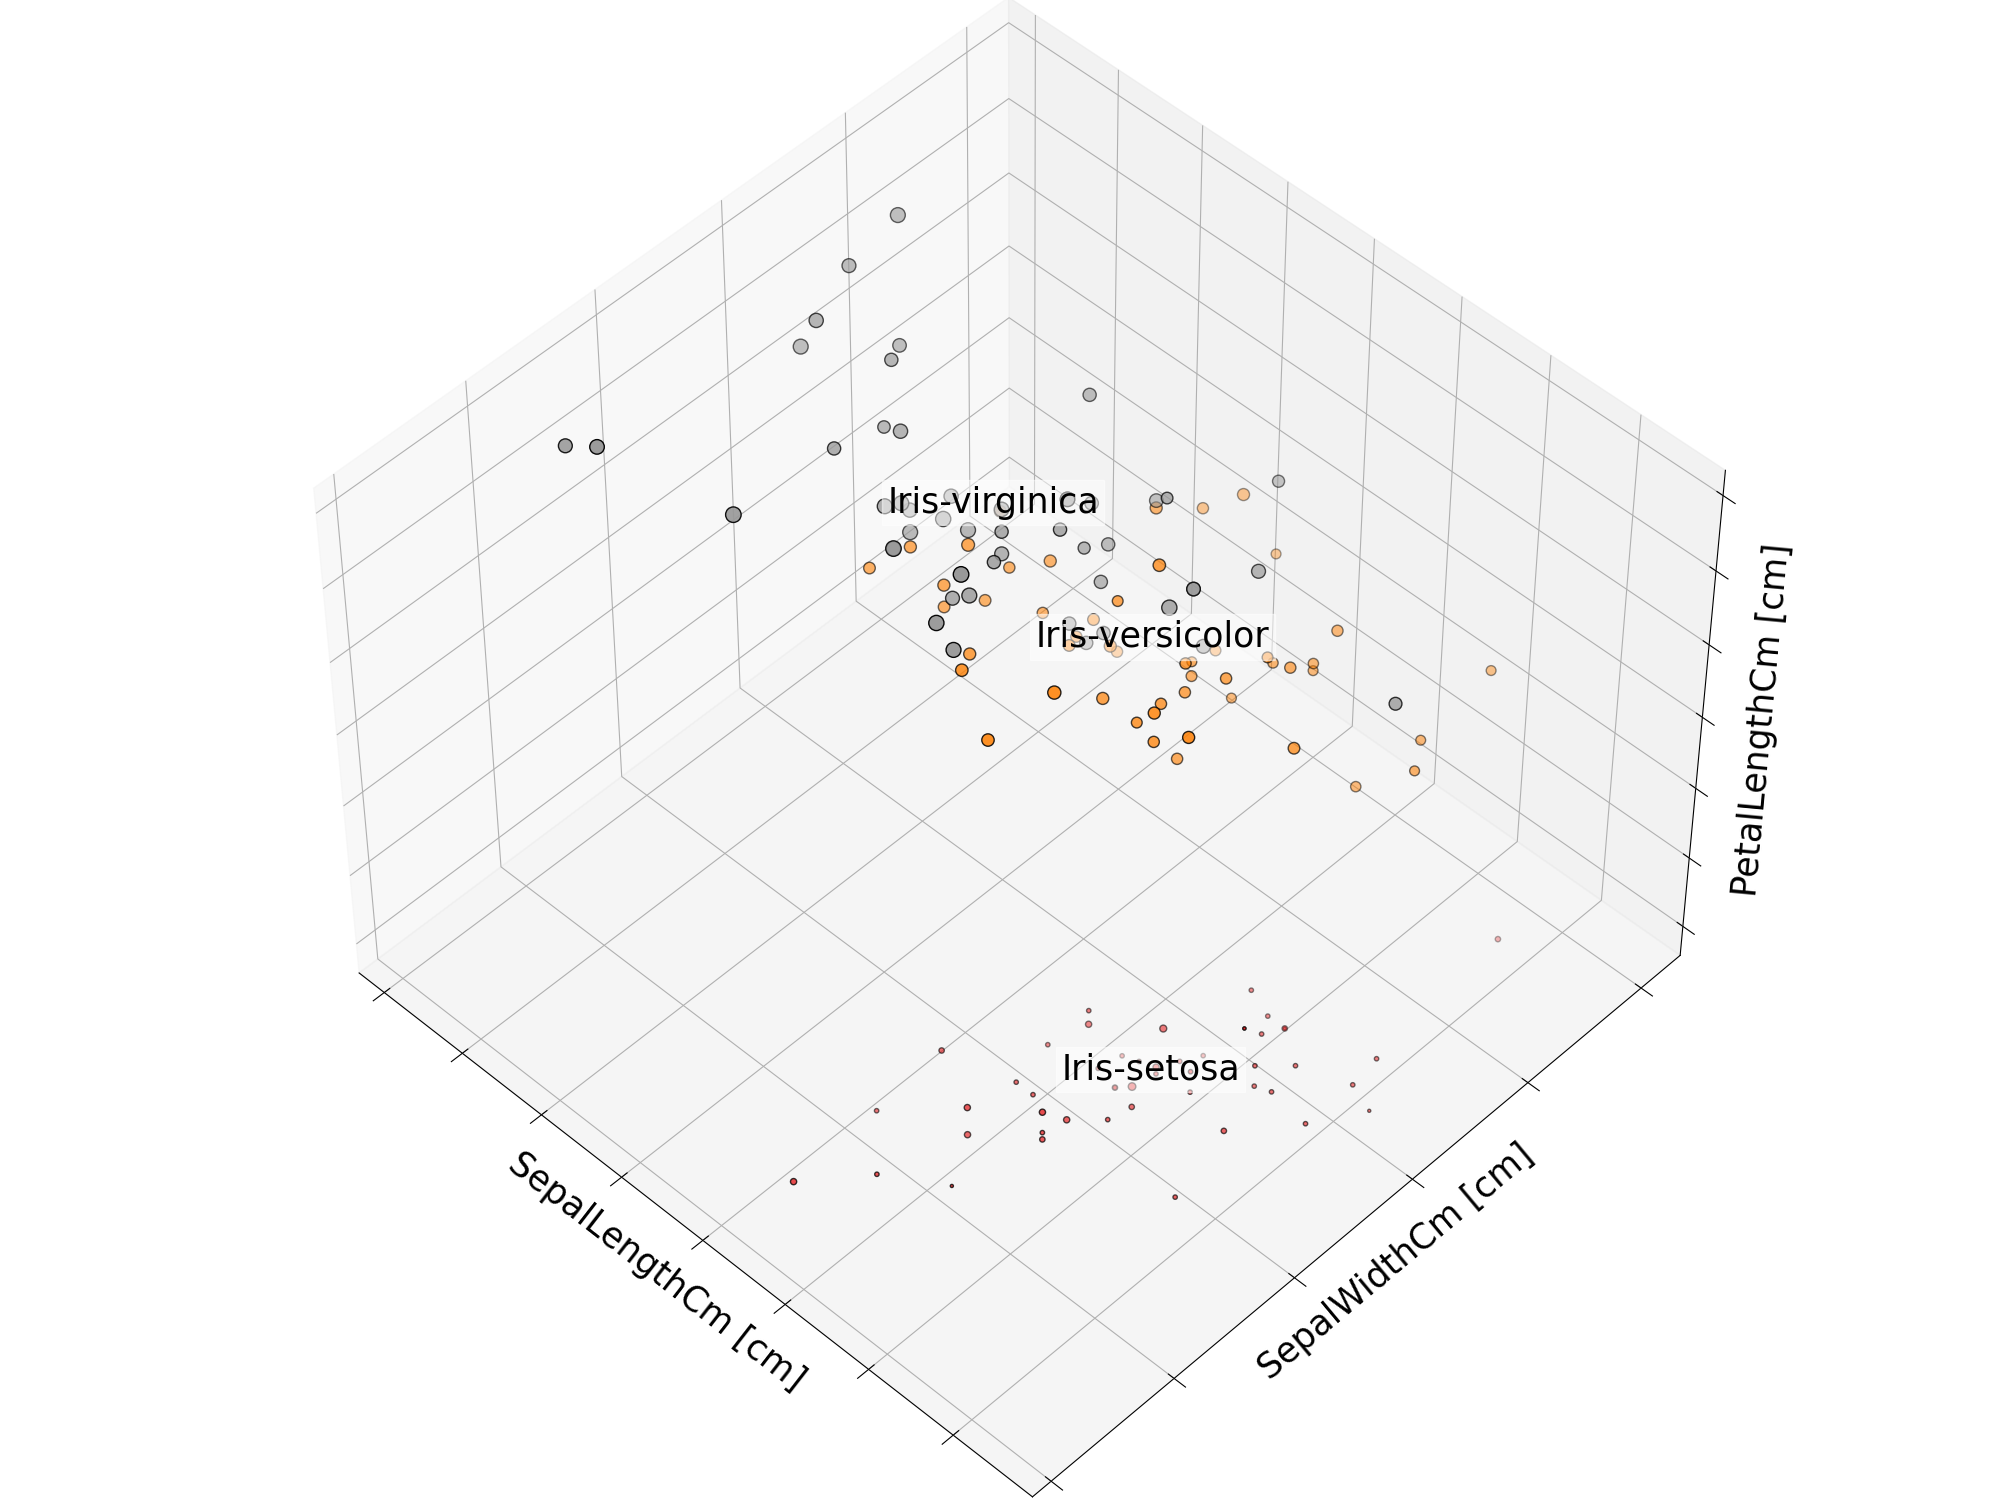 Iris-virginica
Iris-versicolor
Iris-setosa
PetalLengthCm [cm]
SepalLengthCm [cm]
SepalWidthCm [cm]